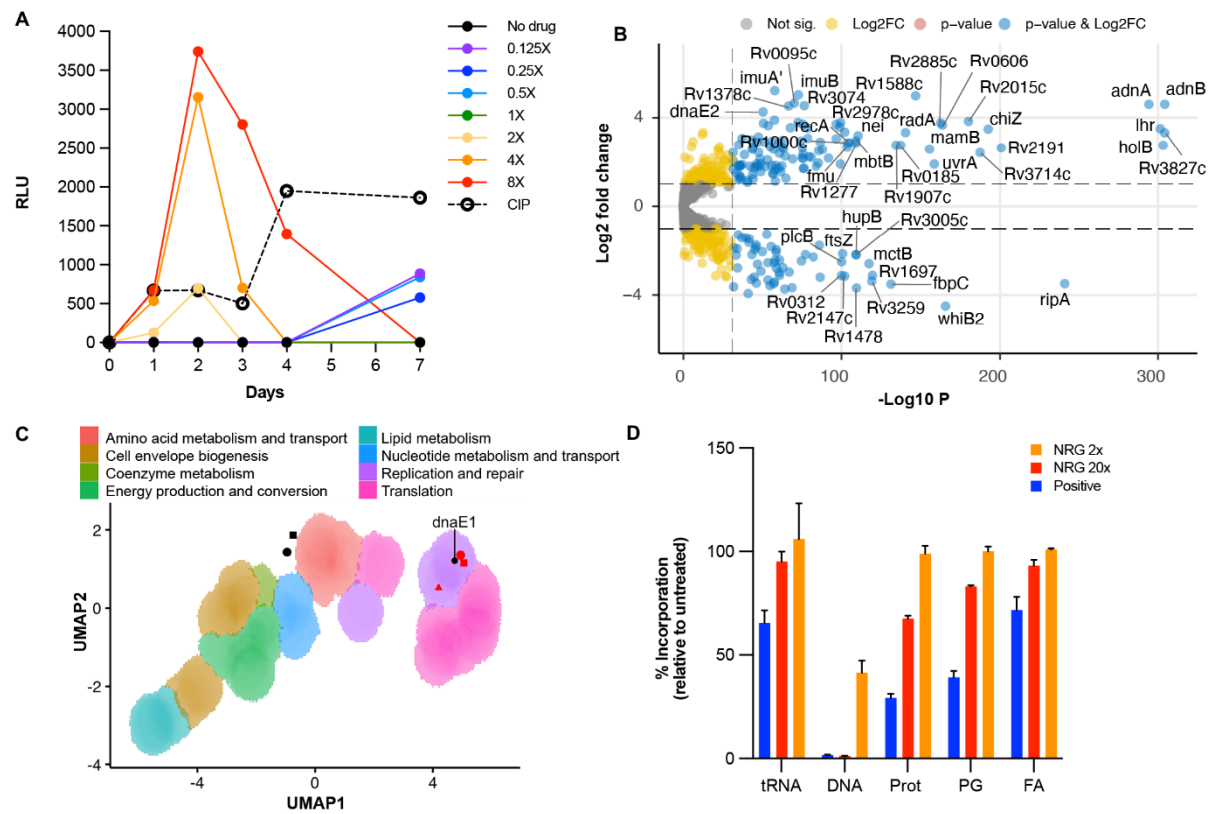 A
4000
3500
3000
2500
2000
1500
1000
500
0
RLU
0 1 2 3 4 5 6 7
Days
No drug
0.125X
0.25X
0.5X
1X
2X
4X
8X
CIP
B
Not sig. Log2FC p-value p-value & Log2FC
Rv0095c
Rv2885c
Rv0606
imuA'
imuB
Rv1588c
Rv2015c
adnA
adnB
Rv1378c
Rv3074
dnaE2
Rv2978c
radA
chiZ
lhr
recA
nei
mamB
Rv1000c
Rv2191
holB
mbtB
uvrA
fmu
Rv0185
Rv3714c
Rv3827c
Rv1277
Rv1907c
hupB
Rv3005c
plcB
ftsZ
mctB
Rv1697
fbpC
Rv0312
ripA
Rv3259
Rv2147c
whiB2
Rv1478
4
0
−4
Log2 fold change
0 100 200 300
-Log10 P
C
Amino acid metabolism and transport
Cell envelope biogenesis
Coenzyme metabolism
Energy production and conversion
Lipid metabolism
Nucleotide metabolism and transport
Replication and repair
Translation
dnaE1
2
0
-2
-4
UMAP2
-4 0 4
UMAP1
D
NRG 2x
NRG 20x
Positive
150
100
50
0
% Incorporation
(relative to untreated)
tRNA DNA Prot PG FA